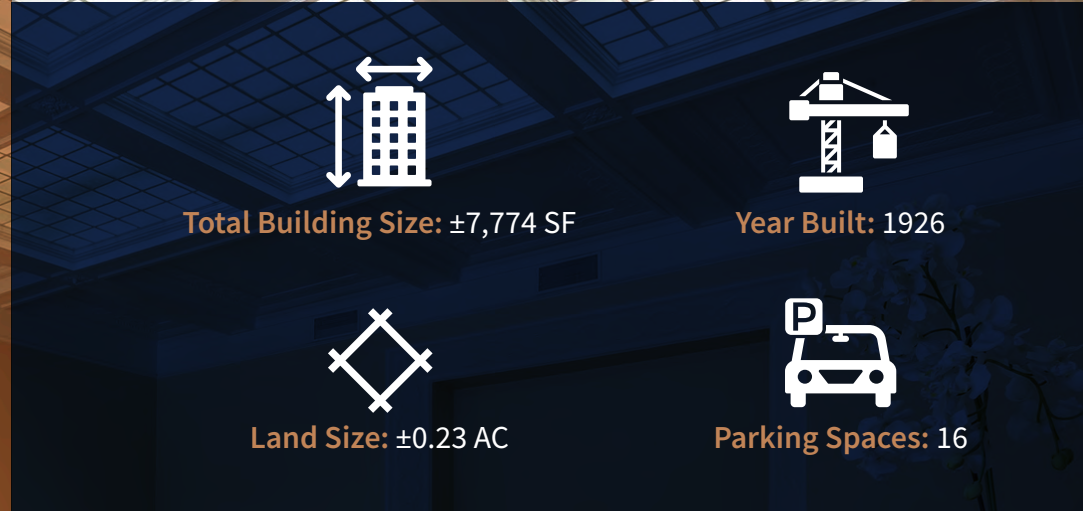 Total Building Size: ±7,774 SF
Year Built: 1926
P
Land Size: ±0.23 AC
Parking Spaces: 16